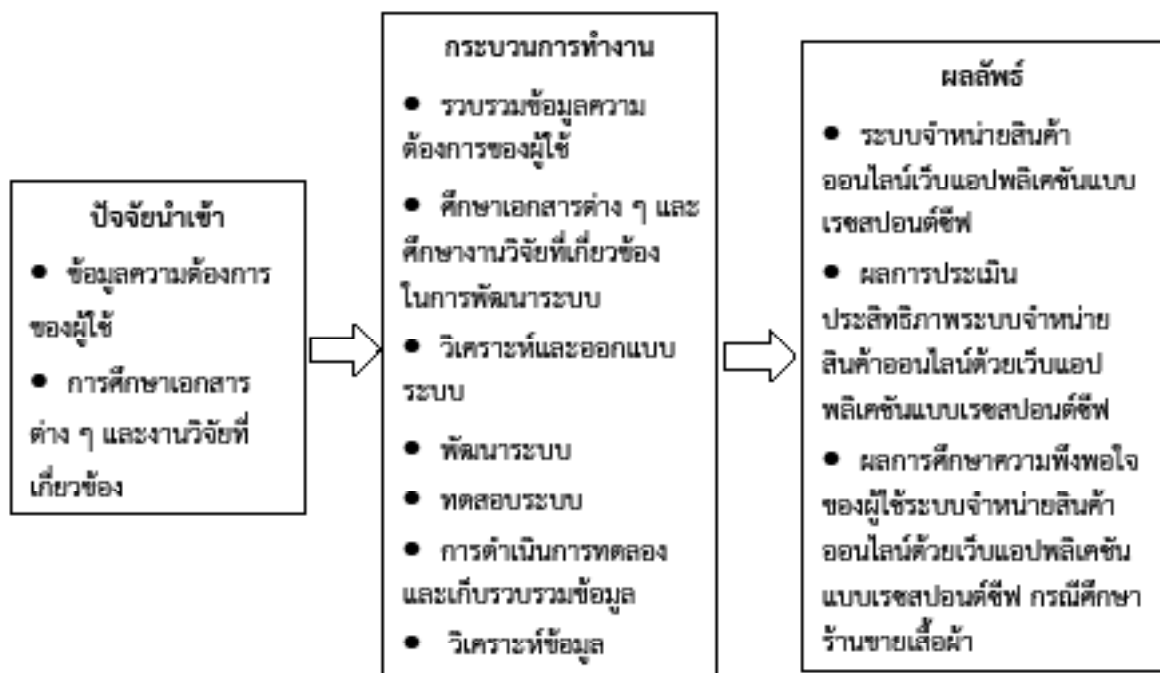 ปัจจัยนำเข้า
● ข้อมูลความต้องการ
ของผู้ใช้
● การศึกษาเอกสาร
ต่าง ๆ และงานวิจัยที่
เกี่ยวข้อง
กระบวนการทำงาน
● รวบรวมข้อมูลความ
ต้องการของผู้ใช้
● ศึกษาเอกสารต่าง ๆ และ
ศึกษางานวิจัยที่เกี่ยวข้อง
ในการพัฒนาระบบ
● วิเคราะห์และออกแบบ
ระบบ
● พัฒนาระบบ
● ทดสอบระบบ
● การดำเนินการทดลอง
และเก็บรวบรวมข้อมูล
● วิเคราะห์ข้อมูล
ผลลัพธ์
● ระบบจำหน่ายสินค้า
ออนไลน์เว็บแอปพลิเคชันแบบ
เรซสปอนต์ซีฟ
● ผลการประเมิน
ประสิทธิภาพระบบจำหน่าย
สินค้าออนไลน์ด้วยเว็บแอป
พลิเคชันแบบเรซสปอนต์ซีฟ
● ผลการศึกษาความพึงพอใจ
ของผู้ใช้ระบบจำหน่ายสินค้า
ออนไลน์ด้วยเว็บแอปพลิเคชัน
แบบเรซสปอนต์ซีฟ กรณีศึกษา
ร้านขายเสื้อผ้า